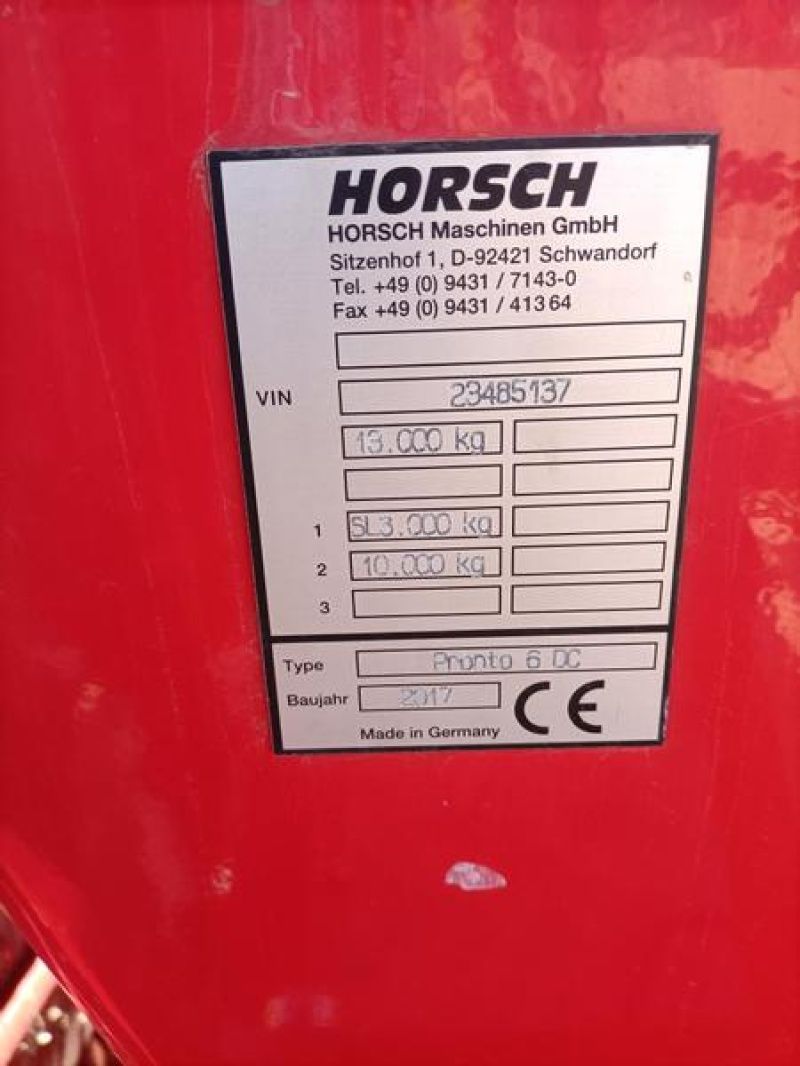 HORSCH
HORSCH Maschinen GmbH
Sitzenhof 1, D-92421 Schwandorf
Tel. +49 (0) 9431 / 7143-0
Fax +49 (0) 9431 / 41364
VIN 23485137
13.000 kg
1 SL3.000 kg
2 10.000 kg
3
Type Pronto 6 DC
Baujahr 2017 CE
Made in Germany